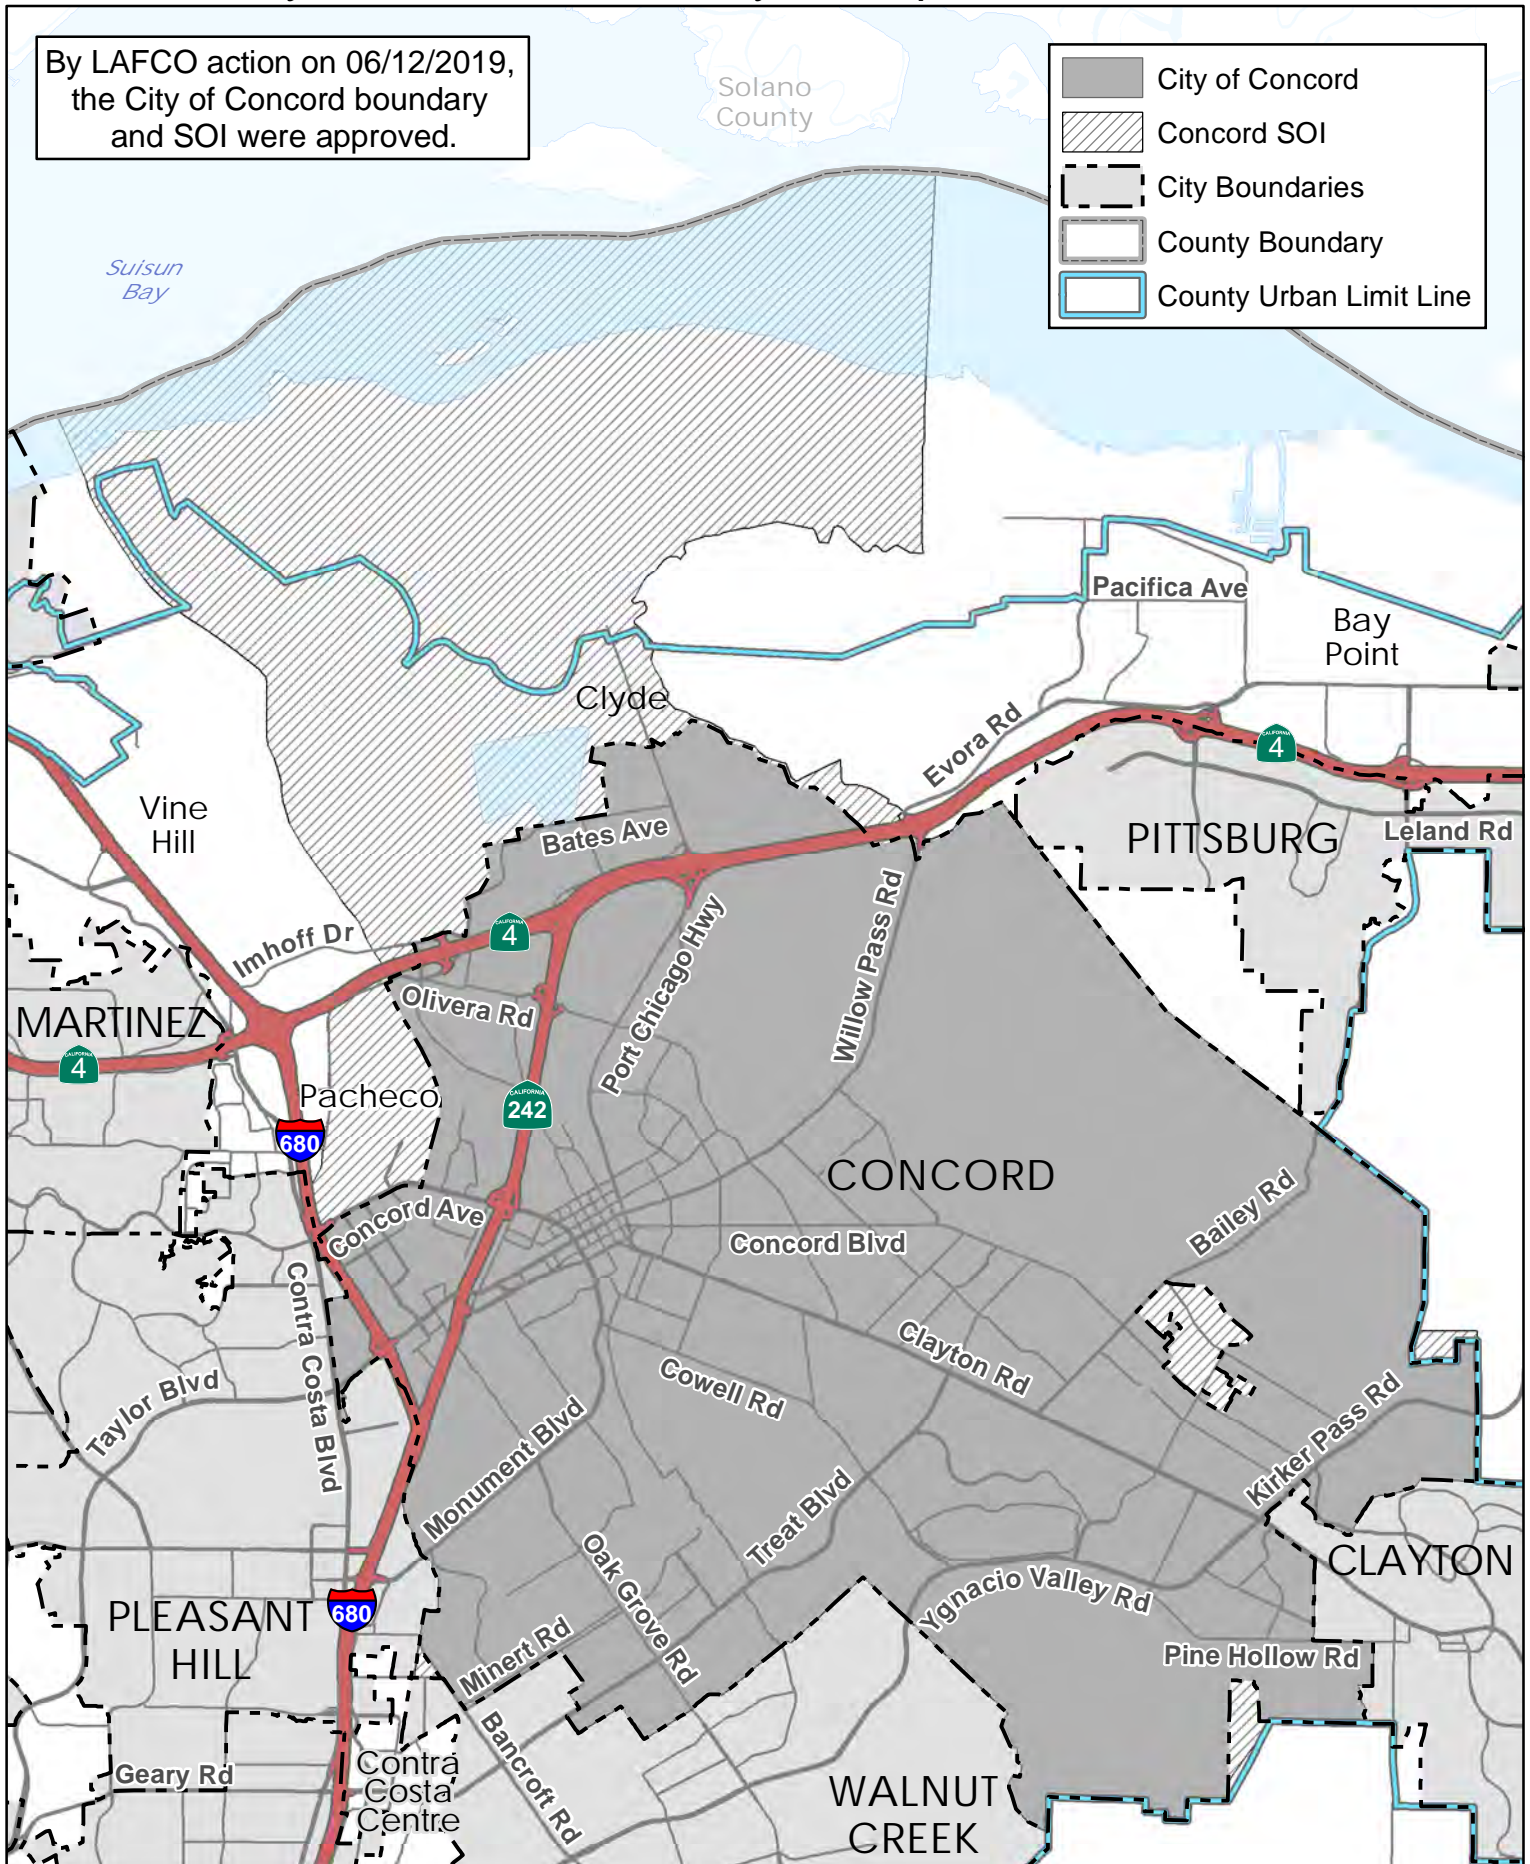 By LAFCO action on 06/12/2019,
the City of Concord boundary
and SOI were approved.
City of Concord
Concord SOI
City Boundaries
County Boundary
County Urban Limit Line
Solano
County
Suisun
Bay
Pacifica Ave
Bay
Point
Clyde
Evora Rd
CALIFORNIA
4
Vine
Hill
Bates Ave
PITTSBURG
Leland Rd
Willow Pass Rd
Port Chicago Hwy
CALIFORNIA
4
Imhoff Dr
Olivera Rd
MARTINEZ
CALIFORNIA
4
Pacheco
CALIFORNIA
242
680
CONCORD
Bailey Rd
Concord Ave
Concord Blvd
Contra Costa Blvd
Clayton Rd
Cowell Rd
Taylor Blvd
Kirker Pass Rd
Monument Blvd
Treat Blvd
Oak Grove Rd
CLAYTON
Ygnacio Valley Rd
680
PLEASANT
HILL
Minert Rd
Pine Hollow Rd
Bancroft Rd
Geary Rd
Contra
Costa
Centre
WALNUT
CREEK